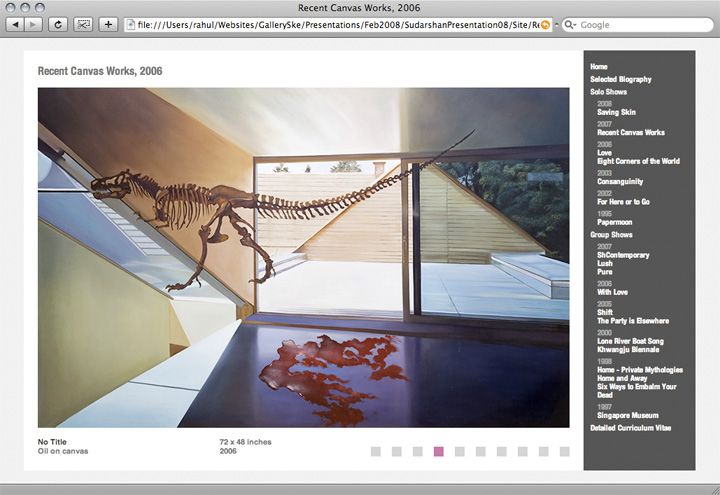 Recent Canvas Works, 2006
file:///Users/rahul/Websites/GallerySke/Presentations/Feb2008/SudarshanPresentation08/Site/Re
Google
Recent Canvas Works, 2006
No Title
Oil on canvas
72 x 48 inches
2006
Home
Selected Biography
Solo Shows
2008
Saving Skin
2007
Recent Canvas Works
2006
Love
Eight Corners of the World
2003
Consanguinity
2002
For Here or to Go
1995
Papermoon
Group Shows
2007
ShContemporary
Lush
Pure
2006
With Love
2005
Shift
The Party is Elsewhere
2000
Lone River Boat Song
Khwangju Biennale
1998
Home - Private Mythologies
Home and Away
Six Ways to Embalm Your
Dead
1997
Singapore Museum
Detailed Curriculum Vitae